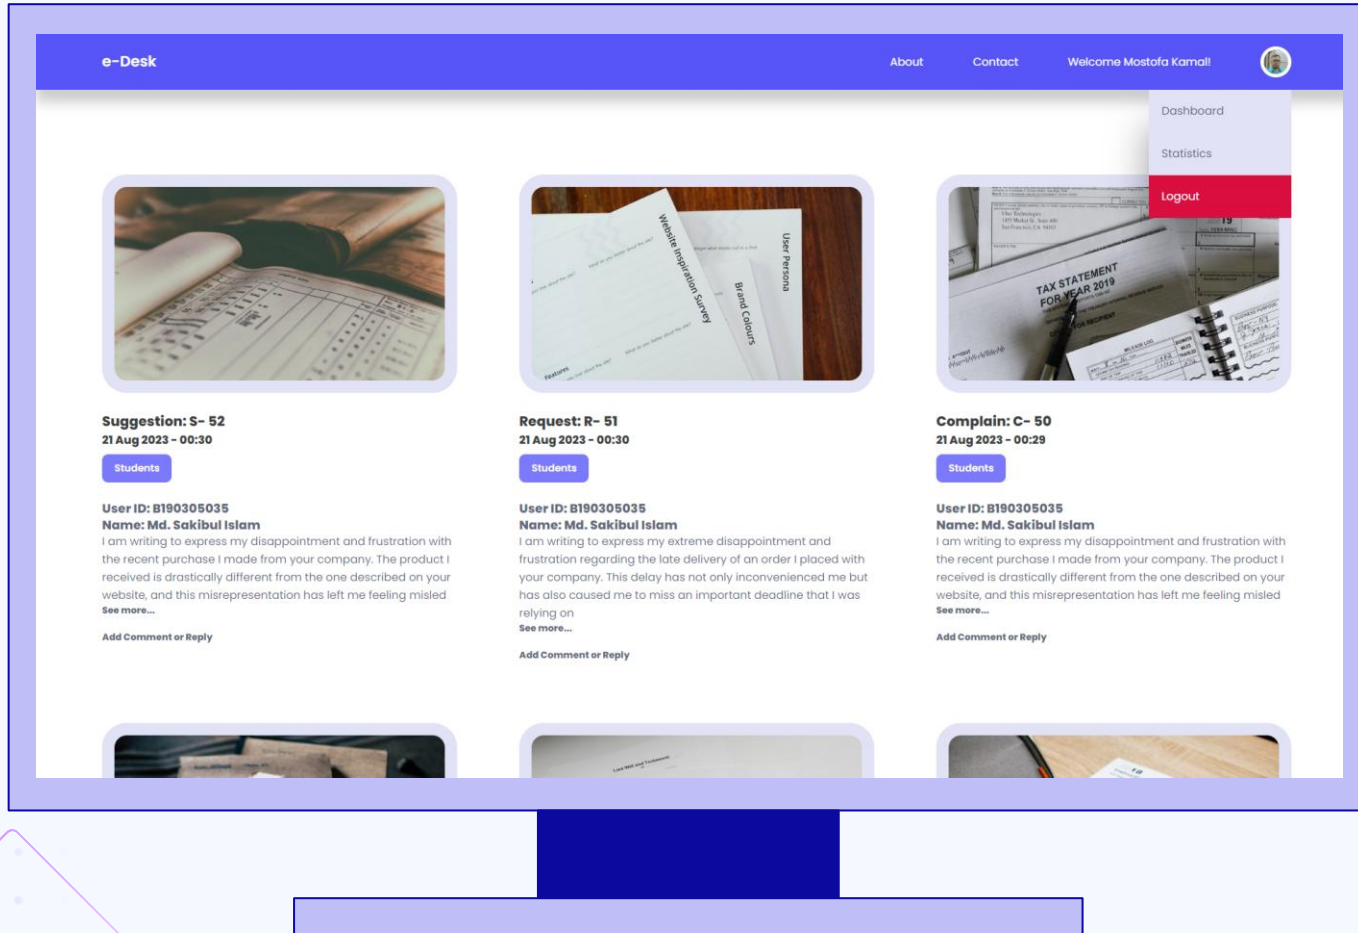 e-Desk
About
Contact
Welcome Mostofa Kamal!
Dashboard
Statistics
Logout
Website Inspiration Survey
User Persona
Brand Colours
Features
TAX STATEMENT
FOR YEAR 2019
FOR RECIPIENT
MILEAGE LOG
19
Suggestion: S- 52
21 Aug 2023 - 00:30
Students
User ID: B190305035
Name: Md. Sakibul Islam
I am writing to express my disappointment and frustration with
the recent purchase I made from your company. The product I
received is drastically different from the one described on your
website, and this misrepresentation has left me feeling misled
See more...
Add Comment or Reply
Request: R- 51
21 Aug 2023 - 00:30
Students
User ID: B190305035
Name: Md. Sakibul Islam
I am writing to express my extreme disappointment and
frustration regarding the late delivery of an order I placed with
your company. This delay has not only inconvenienced me but
has also caused me to miss an important deadline that I was
relying on
See more...
Add Comment or Reply
Complain: C- 50
21 Aug 2023 - 00:29
Students
User ID: B190305035
Name: Md. Sakibul Islam
I am writing to express my disappointment and frustration with
the recent purchase I made from your company. The product I
received is drastically different from the one described on your
website, and this misrepresentation has left me feeling misled
See more...
Add Comment or Reply
Last Will and Testament